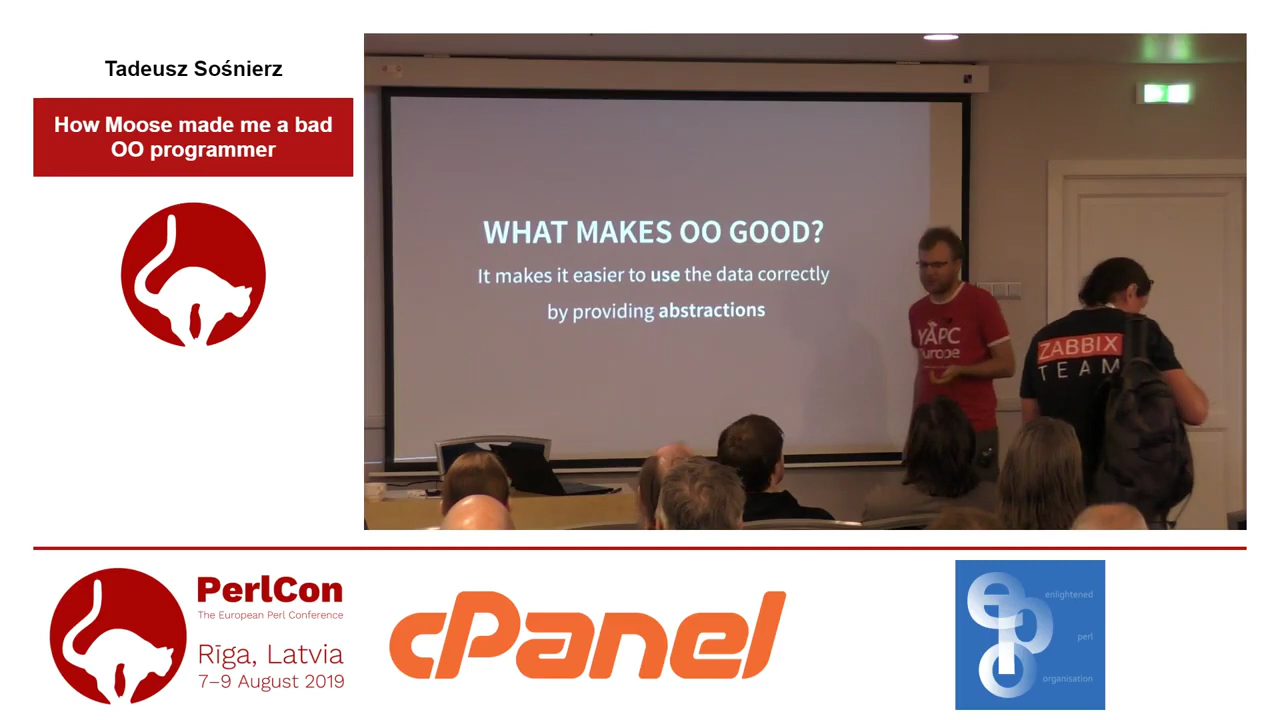 Tadeusz Sośnierz
How Moose made me a bad
OO programmer
WHAT MAKES OO GOOD?
It makes it easier to use the data correctly
by providing abstractions
YAPC
Europe
ZABBIX
TEAM
PerlCon
The European Perl Conference
Rīga, Latvia
7–9 August 2019
cPanel
epo
enlightened
perl
organisation